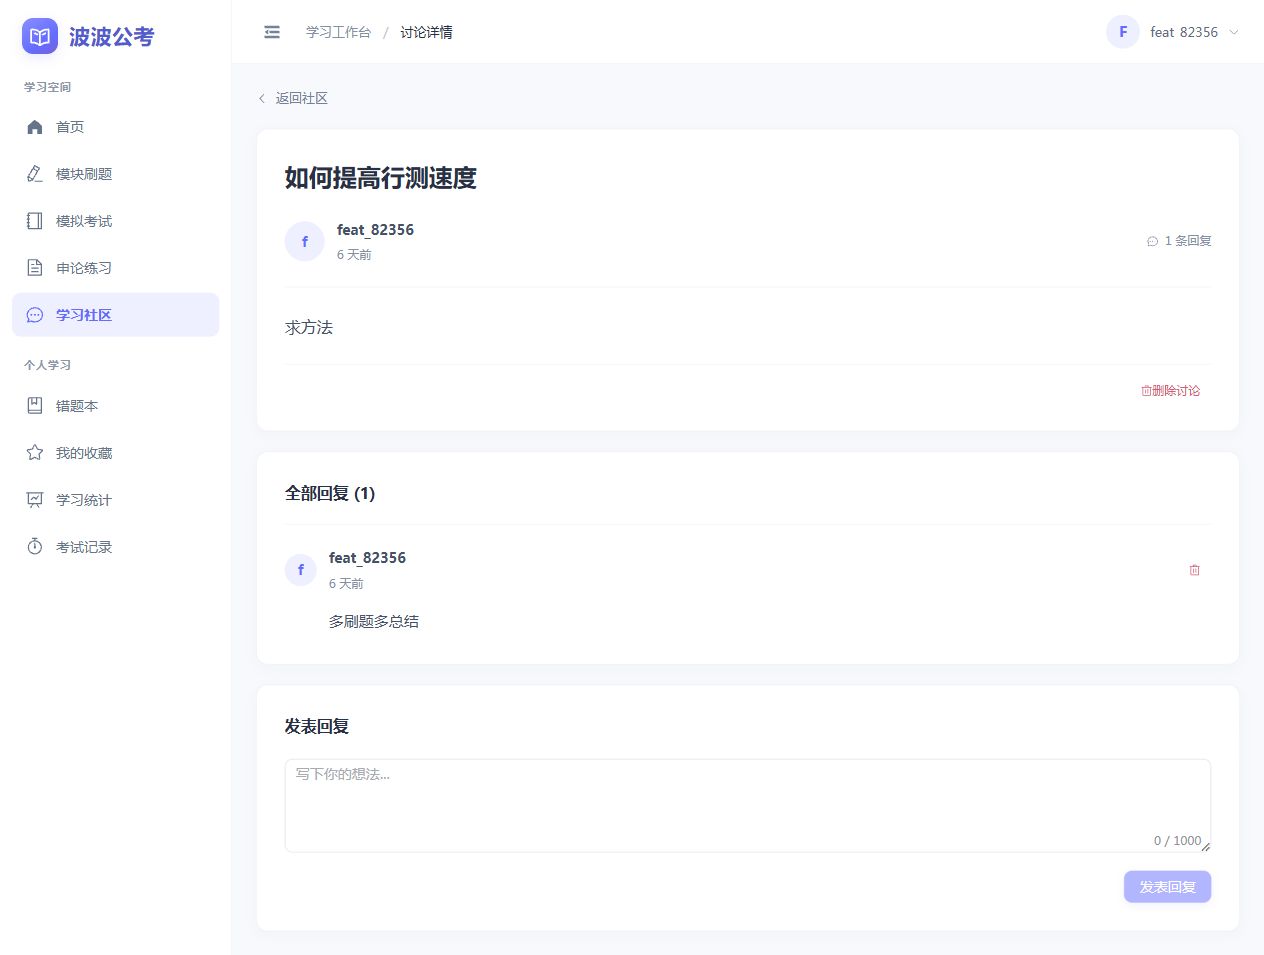 波波公考
学习空间
首页
模块刷题
模拟考试
申论练习
学习社区
个人学习
错题本
我的收藏
学习统计
考试记录
学习工作台 / 讨论详情
F feat 82356
返回社区
如何提高行测速度
f feat_82356
6 天前
1 条回复
求方法
删除讨论
全部回复 (1)
f feat_82356
6 天前
多刷题多总结
发表回复
写下你的想法...
0 / 1000
发表回复